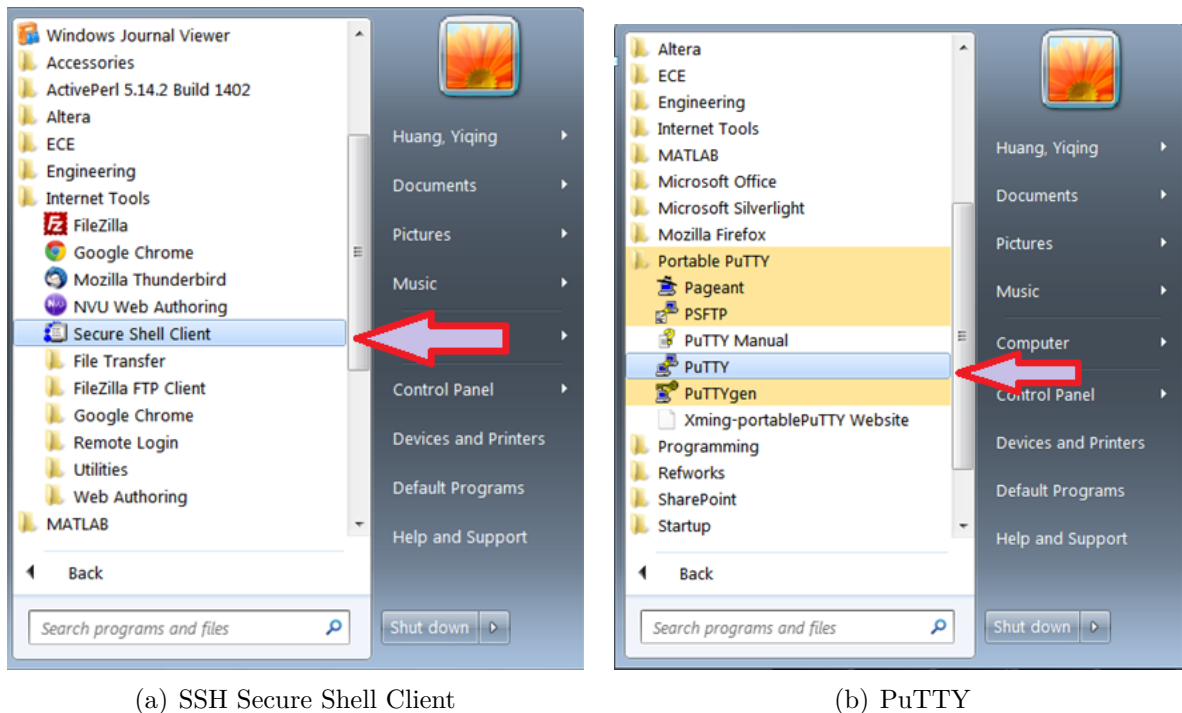 Windows Journal Viewer
Accessories
ActivePerl 5.14.2 Build 1402
Altera
ECE
Engineering
Internet Tools
FileZilla
Google Chrome
Mozilla Thunderbird
NVU Web Authoring
Secure Shell Client
File Transfer
FileZilla FTP Client
Google Chrome
Remote Login
Utilities
Web Authoring
MATLAB
Back
Search programs and files
Huang, Yiqing
Documents
Pictures
Music
Control Panel
Devices and Printers
Default Programs
Help and Support
Shut down
(a) SSH Secure Shell Client
Altera
ECE
Engineering
Internet Tools
MATLAB
Microsoft Office
Microsoft Silverlight
Mozilla Firefox
Portable PuTTY
Pageant
PSFTP
PuTTY Manual
PuTTY
PuTTYgen
Xming-portablePuTTY Website
Programming
Refworks
SharePoint
Startup
Back
Search programs and files
Huang, Yiqing
Documents
Pictures
Music
Computer
Control Panel
Devices and Printers
Default Programs
Help and Support
Shut down
(b) PuTTY